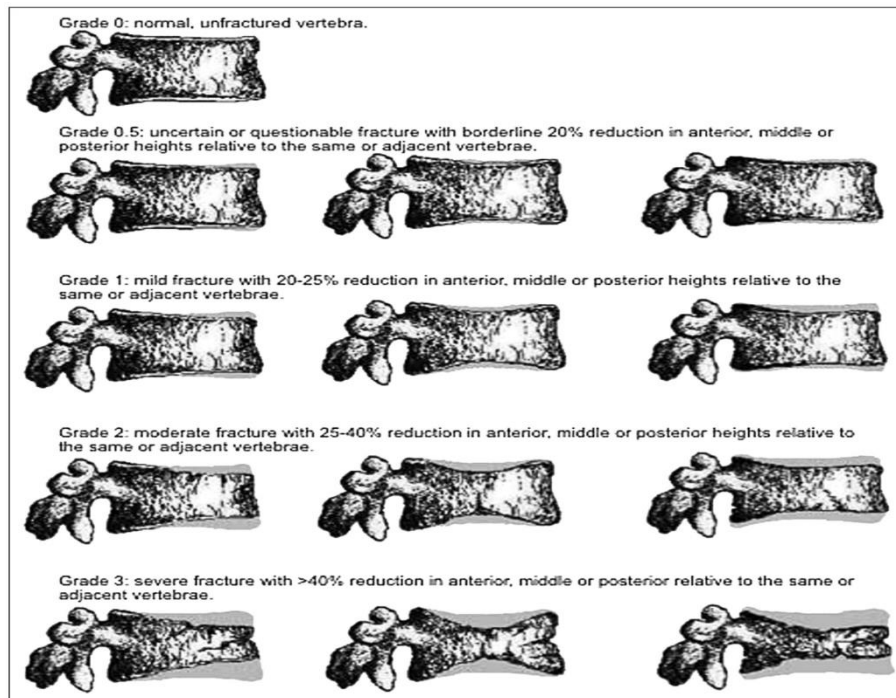 Grade 0: normal, unfractured vertebra.
Grade 0.5: uncertain or questionable fracture with borderline 20% reduction in anterior, middle or
posterior heights relative to the same or adjacent vertebrae.
Grade 1: mild fracture with 20-25% reduction in anterior, middle or posterior heights relative to the
same or adjacent vertebrae.
Grade 2: moderate fracture with 25-40% reduction in anterior, middle or posterior heights relative to
the same or adjacent vertebrae.
Grade 3: severe fracture with >40% reduction in anterior, middle or posterior relative to the same or
adjacent vertebrae.